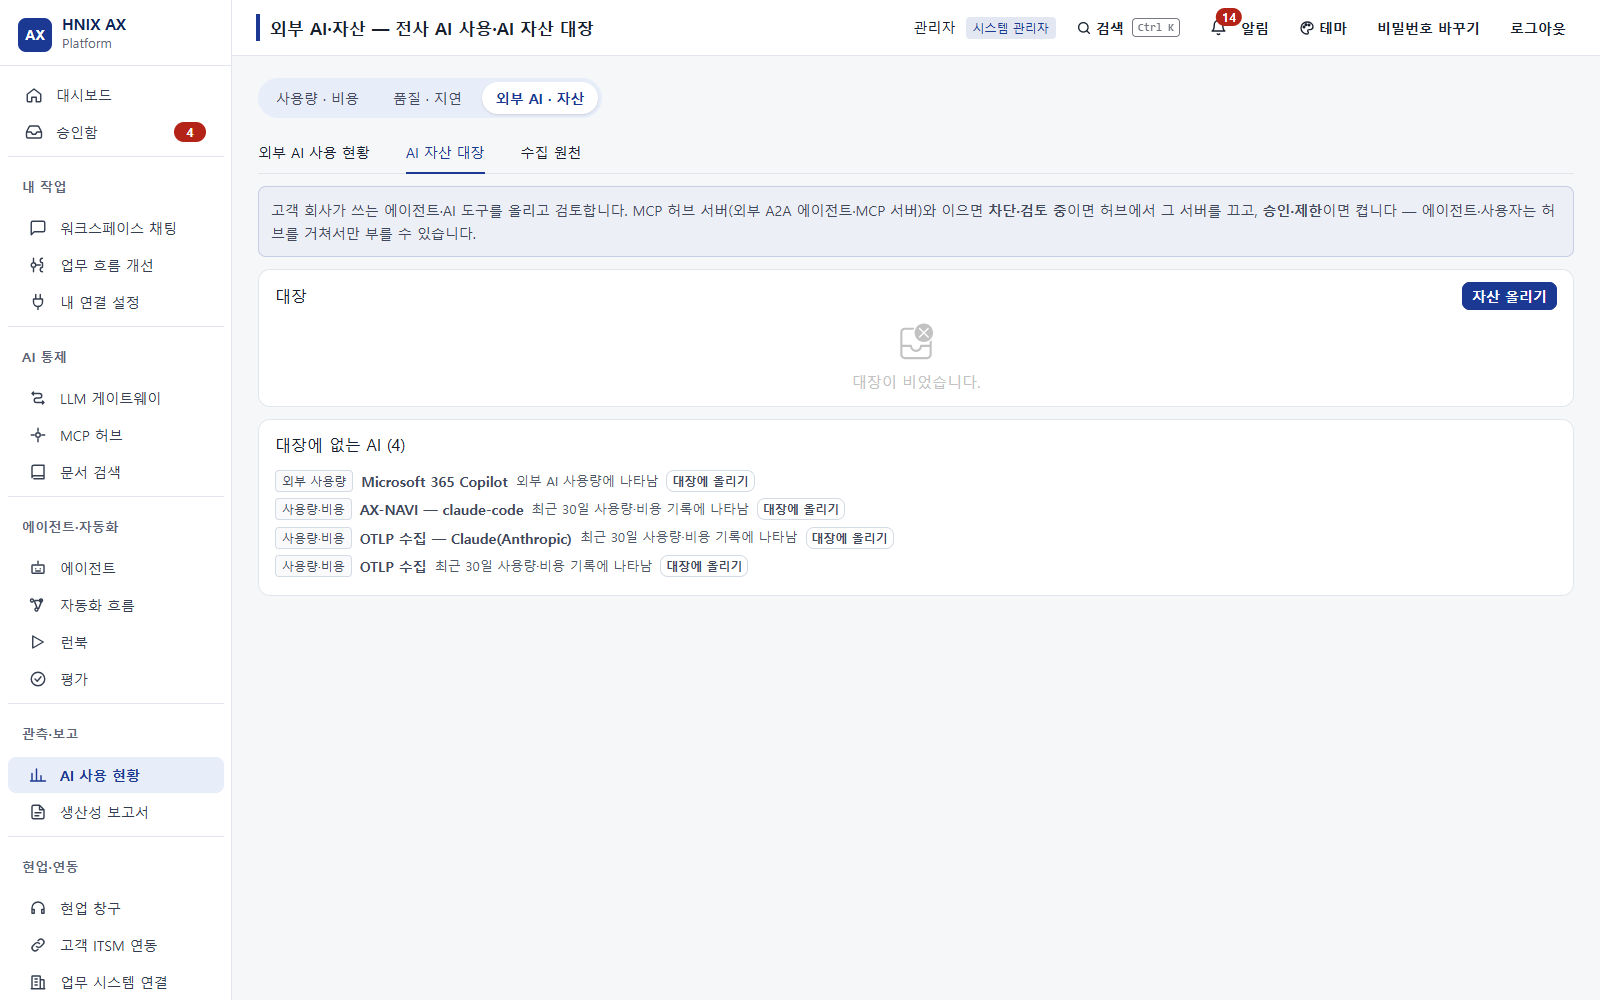 AX
HNIX AX
Platform
외부 AI·자산 — 전사 AI 사용·AI 자산 대장
관리자
시스템 관리자
검색
Ctrl K
14
알림
테마
비밀번호 바꾸기
로그아웃
대시보드
승인함
4
내 작업
워크스페이스 채팅
업무 흐름 개선
내 연결 설정
AI 통제
LLM 게이트웨이
MCP 허브
문서 검색
에이전트·자동화
에이전트
자동화 흐름
런북
평가
관측·보고
AI 사용 현황
생산성 보고서
현업·연동
현업 창구
고객 ITSM 연동
업무 시스템 연결
사용량 · 비용
품질 · 지연
외부 AI · 자산
외부 AI 사용 현황
AI 자산 대장
수집 원천
고객 회사가 쓰는 에이전트·AI 도구를 올리고 검토합니다. MCP 허브 서버(외부 A2A 에이전트·MCP 서버)와 이으면 차단·검토 중이면 허브에서 그 서버를 끄고, 승인·제한이면 켭니다 — 에이전트·사용자는 허
브를 거쳐서만 부를 수 있습니다.
대장
자산 올리기
대장이 비었습니다.
대장에 없는 AI (4)
외부 사용량 Microsoft 365 Copilot 외부 AI 사용량에 나타남 대장에 올리기
사용량·비용 AX-NAVI — claude-code 최근 30일 사용량·비용 기록에 나타남 대장에 올리기
사용량·비용 OTLP 수집 — Claude(Anthropic) 최근 30일 사용량·비용 기록에 나타남 대장에 올리기
사용량·비용 OTLP 수집 최근 30일 사용량·비용 기록에 나타남 대장에 올리기